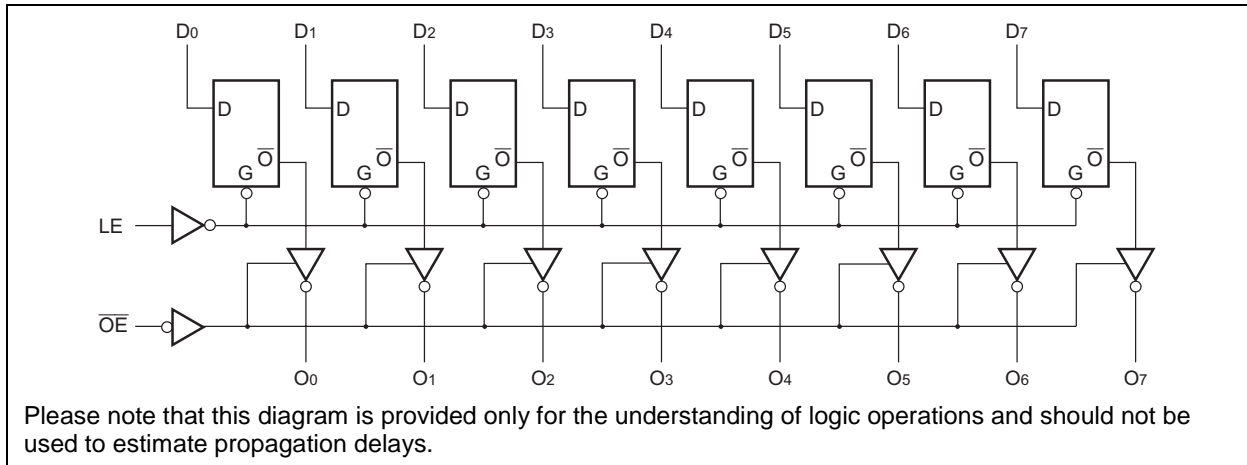 D0 D1 D2 D3 D4 D5 D6 D7
D D D D D D D D
O̅ O̅ O̅ O̅ O̅ O̅ O̅ O̅
G G G G G G G G
LE
O̅E̅
O0 O1 O2 O3 O4 O5 O6 O7
Please note that this diagram is provided only for the understanding of logic operations and should not be
used to estimate propagation delays.